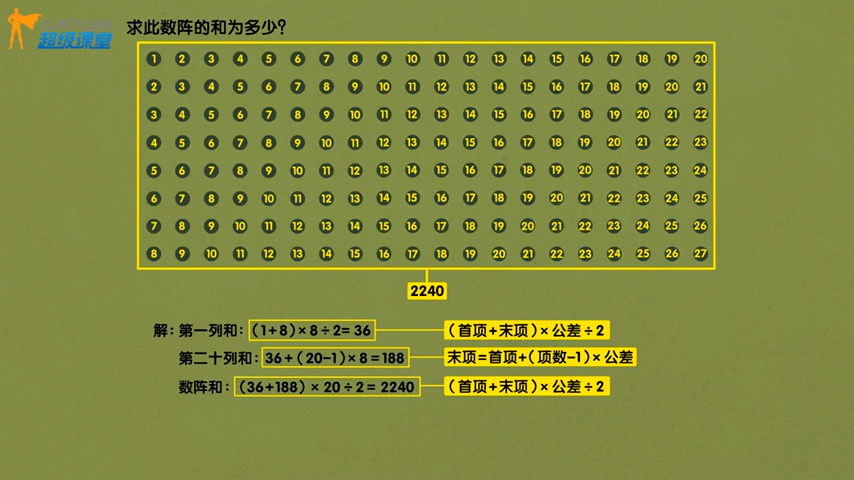 超级课堂
求此数阵的和为多少?
1 2 3 4 5 6 7 8 9 10 11 12 13 14 15 16 17 18 19 20
2 3 4 5 6 7 8 9 10 11 12 13 14 15 16 17 18 19 20 21
3 4 5 6 7 8 9 10 11 12 13 14 15 16 17 18 19 20 21 22
4 5 6 7 8 9 10 11 12 13 14 15 16 17 18 19 20 21 22 23
5 6 7 8 9 10 11 12 13 14 15 16 17 18 19 20 21 22 23 24
6 7 8 9 10 11 12 13 14 15 16 17 18 19 20 21 22 23 24 25
7 8 9 10 11 12 13 14 15 16 17 18 19 20 21 22 23 24 25 26
8 9 10 11 12 13 14 15 16 17 18 19 20 21 22 23 24 25 26 27
2240
解:第一列和:(1+8)×8÷2=36 (首项+末项)×公差÷2
第二十列和:36+(20-1)×8=188 末项=首项+(项数-1)×公差
数阵和:(36+188)×20÷2=2240 (首项+末项)×公差÷2